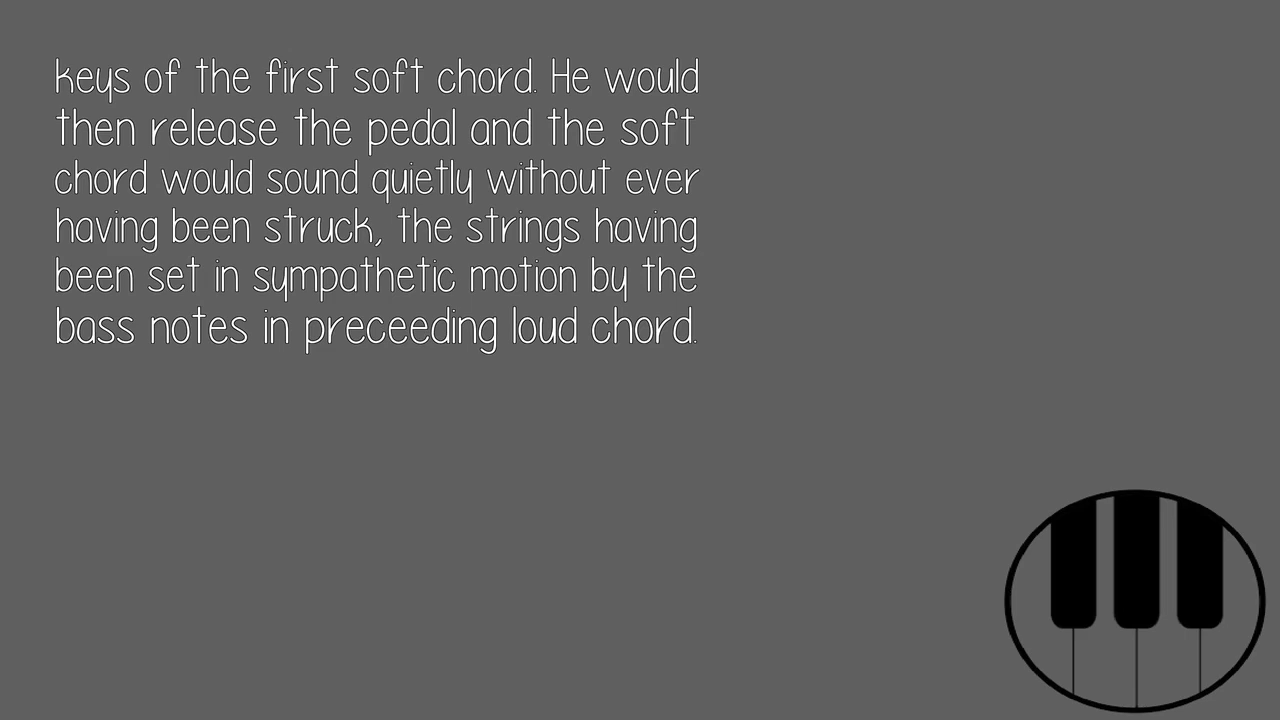 keys of the first soft chord. He would
then release the pedal and the soft
chord would sound quietly without ever
having been struck, the strings having
been set in sympathetic motion by the
bass notes in preceeding loud chord.